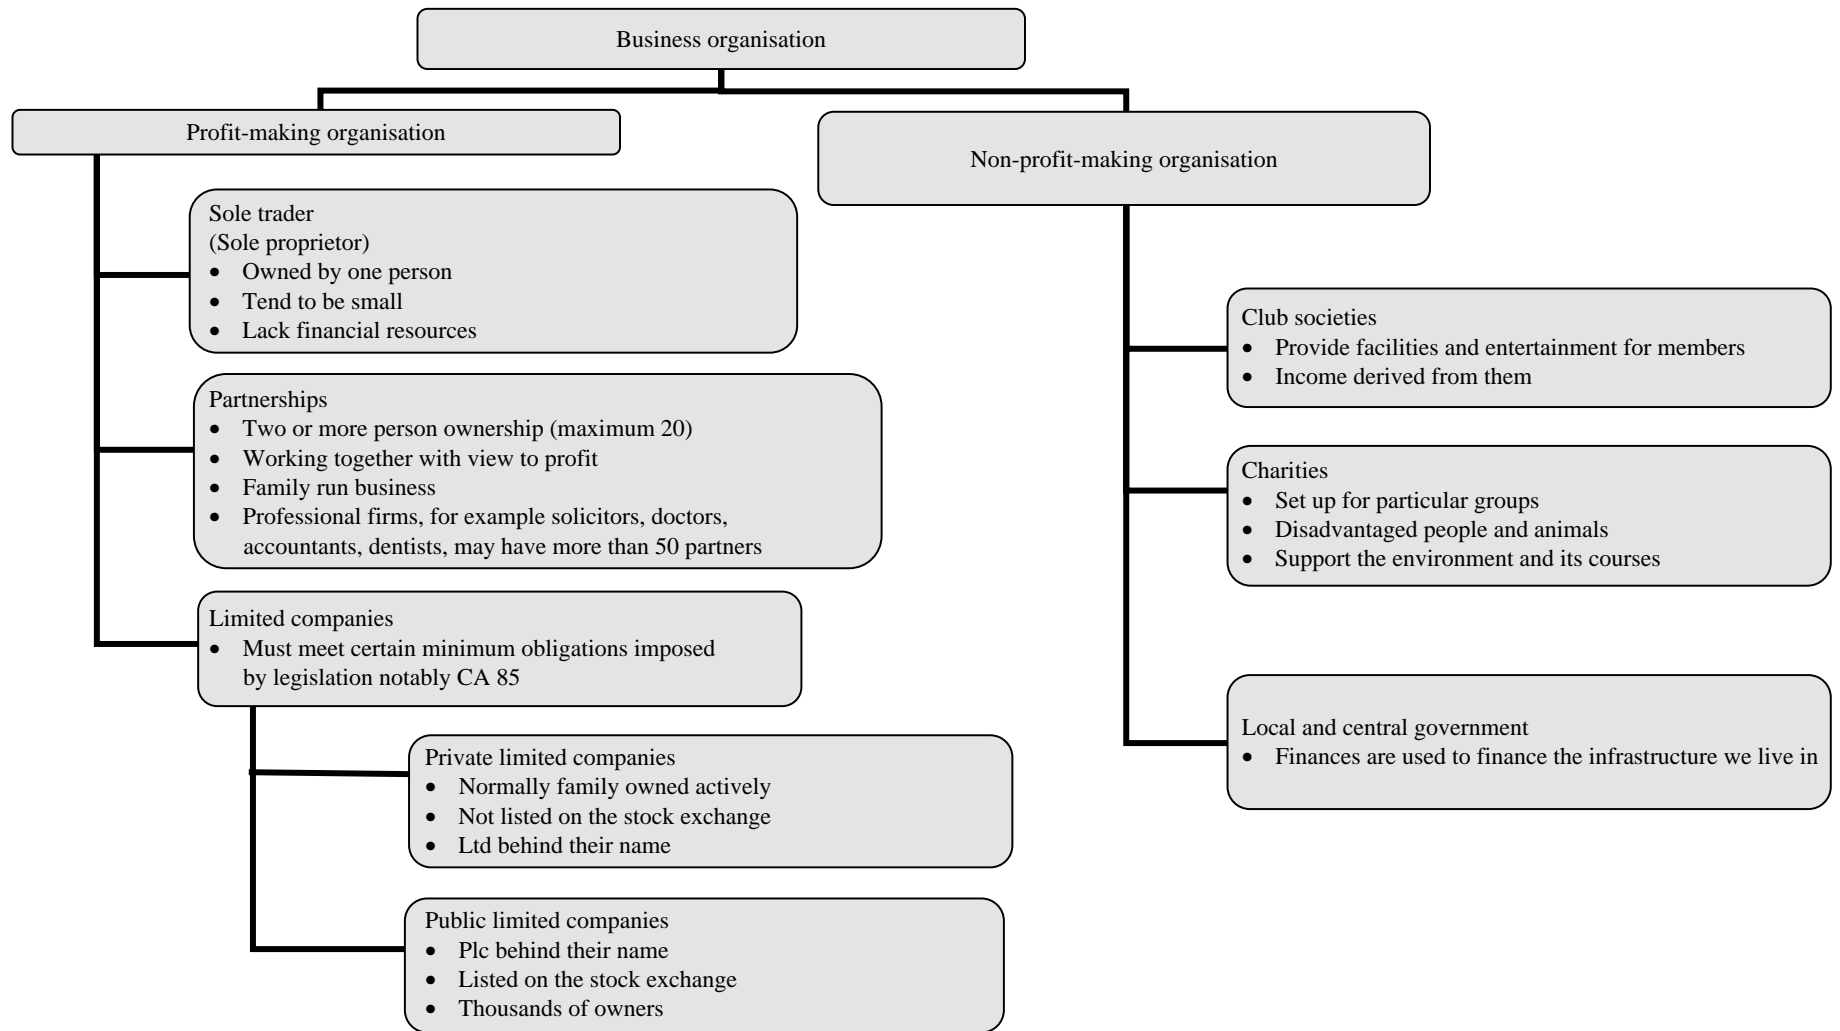 Business organisation
Profit-making organisation
Non-profit-making organisation
Sole trader
(Sole proprietor)
• Owned by one person
• Tend to be small
• Lack financial resources
Partnerships
• Two or more person ownership (maximum 20)
• Working together with view to profit
• Family run business
• Professional firms, for example solicitors, doctors,
accountants, dentists, may have more than 50 partners
Limited companies
• Must meet certain minimum obligations imposed
by legislation notably CA 85
Private limited companies
• Normally family owned actively
• Not listed on the stock exchange
• Ltd behind their name
Public limited companies
• Plc behind their name
• Listed on the stock exchange
• Thousands of owners
Club societies
• Provide facilities and entertainment for members
• Income derived from them
Charities
• Set up for particular groups
• Disadvantaged people and animals
• Support the environment and its courses
Local and central government
• Finances are used to finance the infrastructure we live in